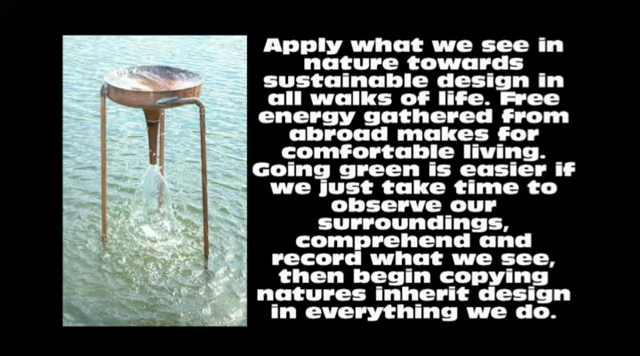 Apply what we see in
nature towards
sustainable design in
all walks of life. Free
energy gathered from
abroad makes for
comfortable living.
Going green is easier if
we just take time to
observe our
surroundings,
comprehend and
record what we see,
then begin copying
natures inherit design
in everything we do.